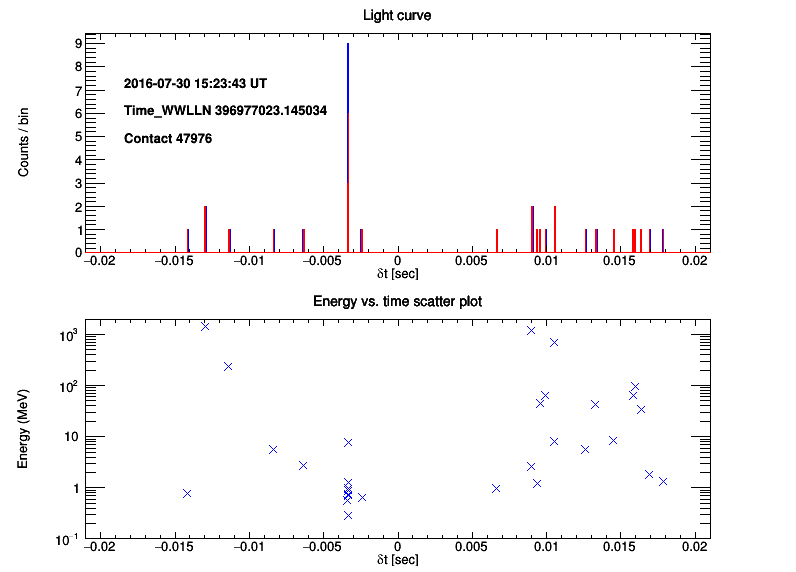 Light curve
Counts / bin
9
8
7
6
5
4
3
2
1
0
2016-07-30 15:23:43 UT
Time_WWLLN 396977023.145034
Contact 47976
−0.02 −0.015 −0.01 −0.005 0 0.005 0.01 0.015 0.02
δt [sec]
Energy vs. time scatter plot
Energy (MeV)
10³
10²
10
1
10⁻¹
−0.02 −0.015 −0.01 −0.005 0 0.005 0.01 0.015 0.02
δt [sec]